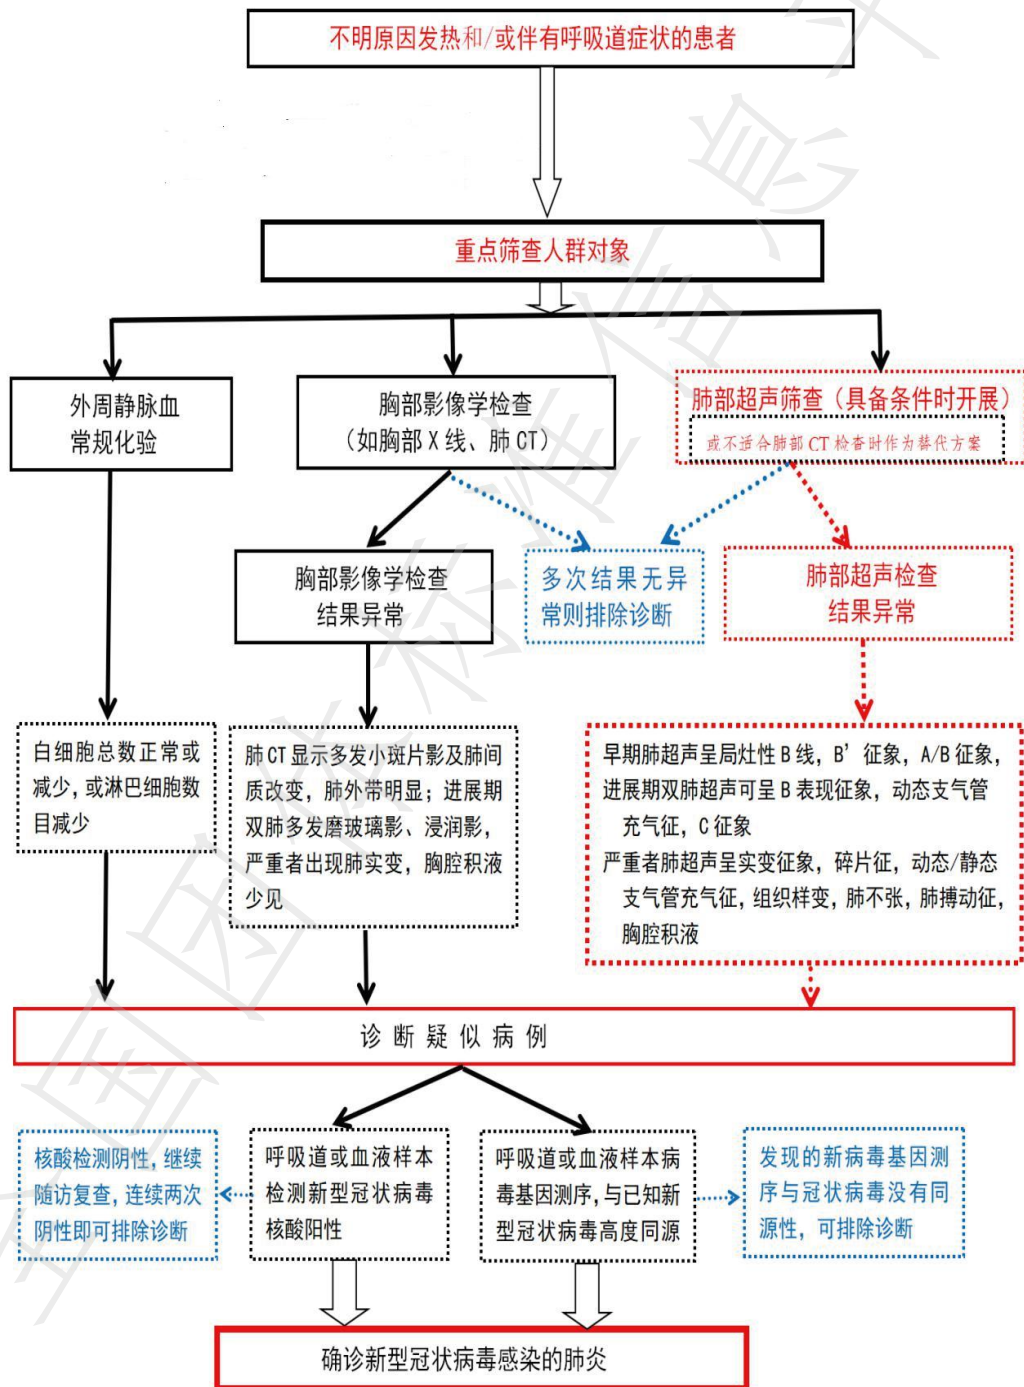 不明原因发热和/或伴有呼吸道症状的患者
重点筛查人群对象
外周静脉血
常规化验
胸部影像学检查
（如胸部 X 线、肺 CT）
肺部超声筛查（具备条件时开展）
或不适合肺部 CT 检查时作为替代方案
胸部影像学检查
结果异常
多次结果无异
常则排除诊断
肺部超声检查
结果异常
白细胞总数正常或
减少，或淋巴细胞数
目减少
肺 CT 显示多发小斑片影及肺间
质改变，肺外带明显；进展期
双肺多发磨玻璃影、浸润影，
严重者出现肺实变，胸腔积液
少见
早期肺超声呈局灶性 B 线，B’征象，A/B 征象，
进展期双肺超声可呈 B 表现征象，动态支气管
充气征，C 征象
严重者肺超声呈实变征象，碎片征，动态/静态
支气管充气征，组织样变，肺不张，肺搏动征，
胸腔积液
诊断疑似病例
核酸检测阴性，继续
随访复查，连续两次
阴性即可排除诊断
呼吸道或血液样本
检测新型冠状病毒
核酸阳性
呼吸道或血液样本病
毒基因测序，与已知新
型冠状病毒高度同源
发现的新病毒基因测
序与冠状病毒没有同
源性，可排除诊断
确诊新型冠状病毒感染的肺炎
全国团体标准信息平